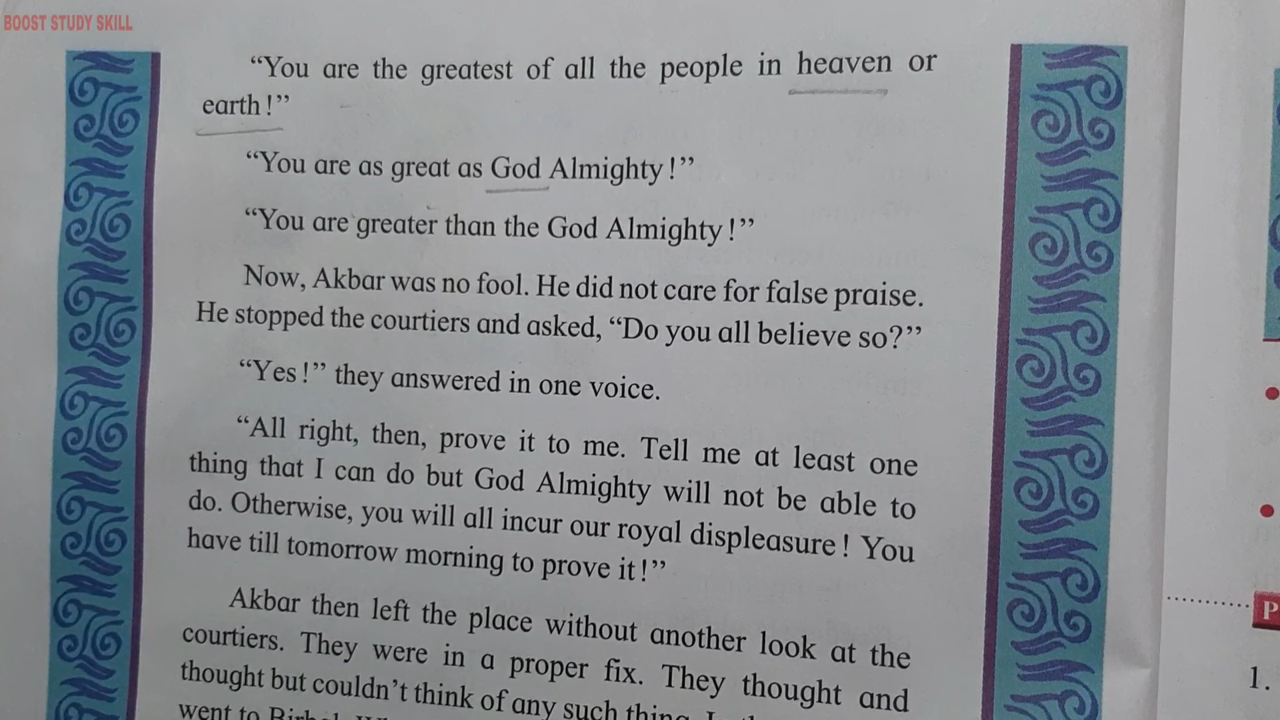 BOOST STUDY SKILL
“You are the greatest of all the people in heaven or
earth!”
“You are as great as God Almighty!”
“You are greater than the God Almighty!”
Now, Akbar was no fool. He did not care for false praise.
He stopped the courtiers and asked, “Do you all believe so?”
“Yes!” they answered in one voice.
“All right, then, prove it to me. Tell me at least one
thing that I can do but God Almighty will not be able to
do. Otherwise, you will all incur our royal displeasure! You
have till tomorrow morning to prove it!”
Akbar then left the place without another look at the
courtiers. They were in a proper fix. They thought and
thought but couldn’t think of any such thing.
went to
P
1.